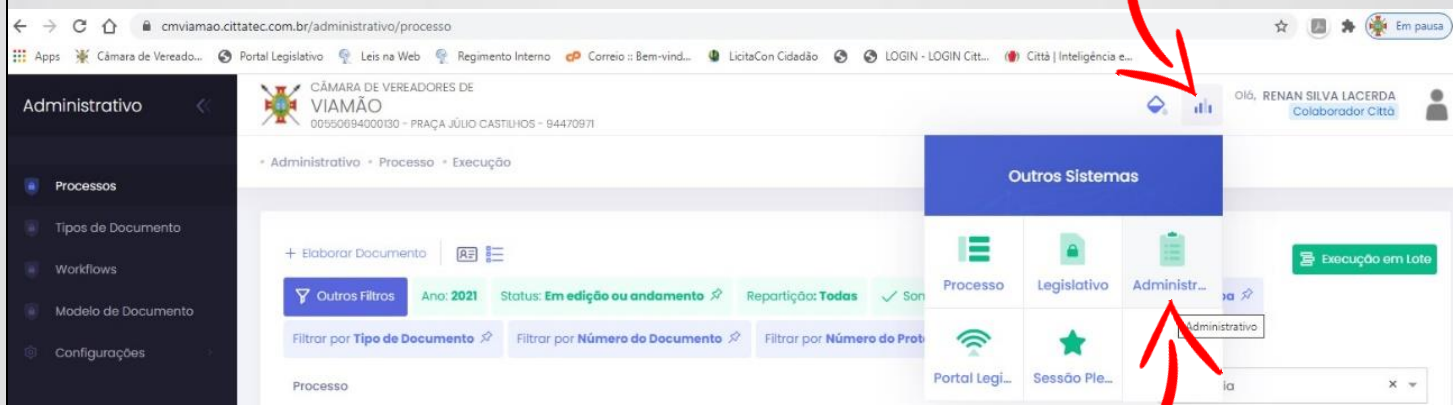 cmviamao.cittatec.com.br/administrativo/processo
Em pausa
Apps Câmara de Vereado... Portal Legislativo Leis na Web Regimento Interno Correio :: Bem-vind... LicitaCon Cidadão LOGIN - LOGIN Citt... Città | Inteligência e...
Administrativo
CÂMARA DE VEREADORES DE
VIAMÃO
00550694000130 - PRAÇA JÚLIO CASTILHOS - 94470971
Olá, RENAN SILVA LACERDA
Colaborador Città
Administrativo • Processo • Execução
Processos
Tipos de Documento
Workflows
Modelo de Documento
Configurações
Outros Sistemas
Processo
Legislativo
Administr...
Administrativo
Portal Legi...
Sessão Ple...
+ Elaborar Documento
Execução em Lote
Outros Filtros Ano: 2021 Status: Em edição ou andamento Repartição: Todas
Filtrar por Tipo de Documento Filtrar por Número do Documento Filtrar por Número do Prot
Processo